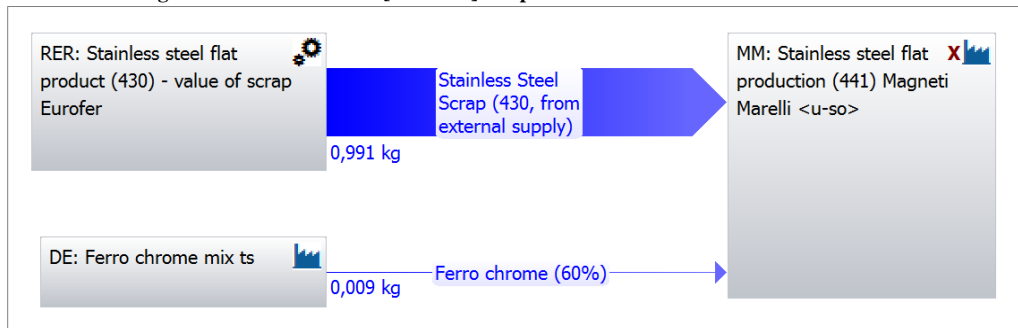 RER: Stainless steel flat
product (430) - value of scrap
Eurofer
Stainless Steel
Scrap (430, from
external supply)
0,991 kg
MM: Stainless steel flat
production (441) Magneti
Marelli <u-so>
X
DE: Ferro chrome mix ts
Ferro chrome (60%)
0,009 kg